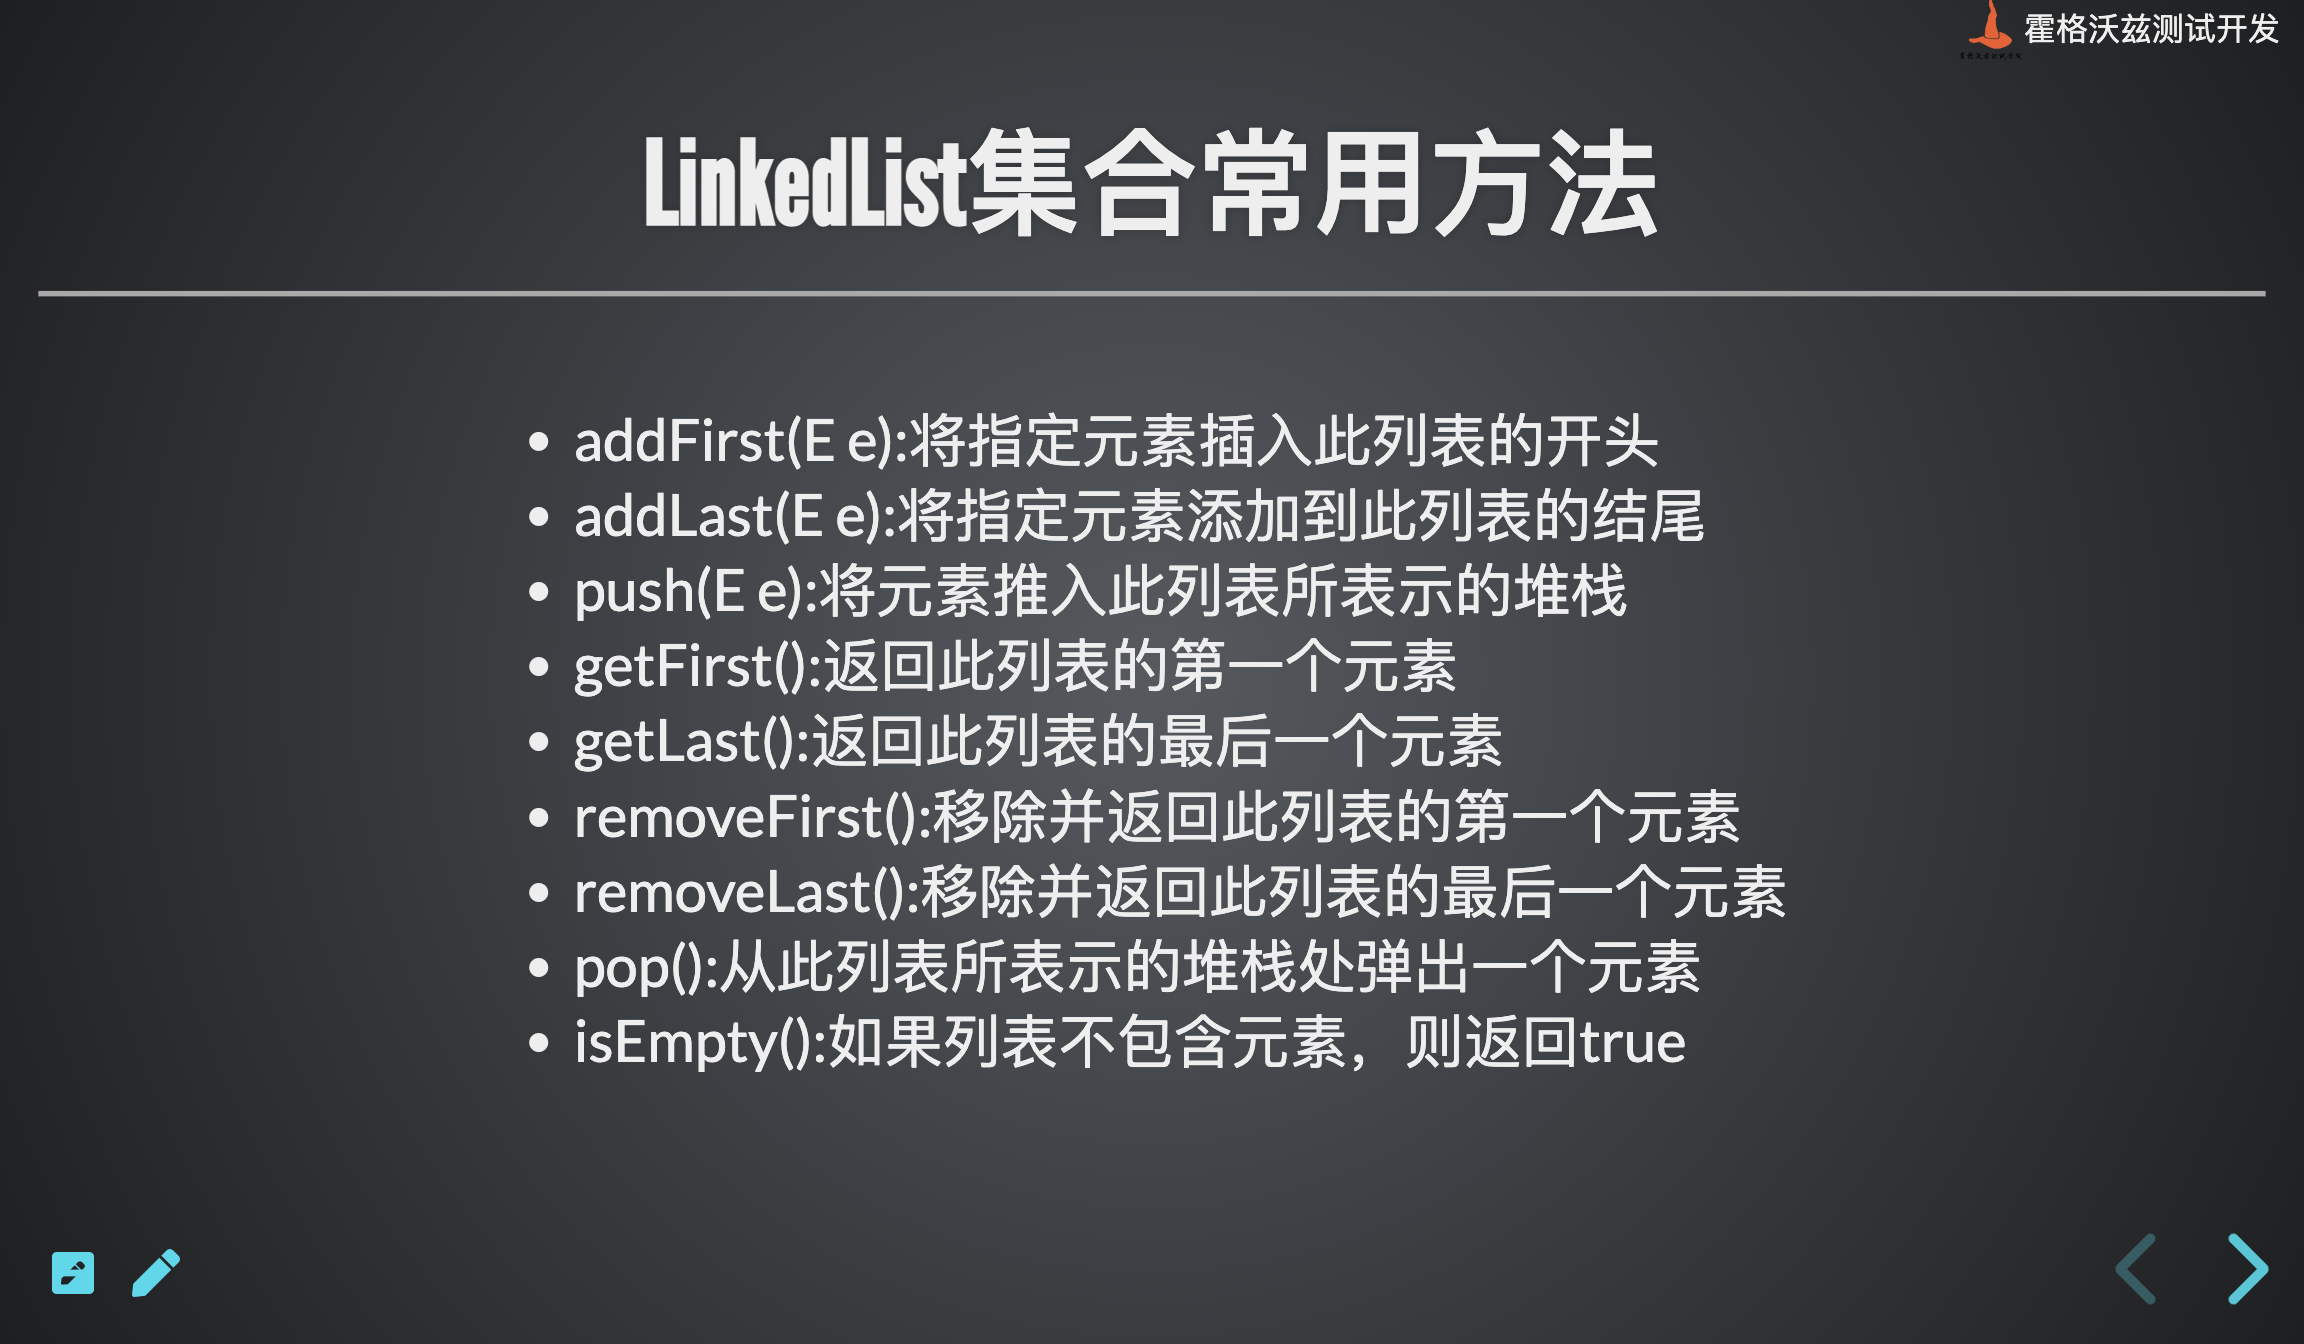 霍格沃兹测试开发
LinkedList集合常用方法
addFirst(E e):将指定元素插入此列表的开头
addLast(E e):将指定元素添加到此列表的结尾
push(E e):将元素推入此列表所表示的堆栈
getFirst():返回此列表的第一个元素
getLast():返回此列表的最后一个元素
removeFirst():移除并返回此列表的第一个元素
removeLast():移除并返回此列表的最后一个元素
pop():从此列表所表示的堆栈处弹出一个元素
isEmpty():如果列表不包含元素，则返回true